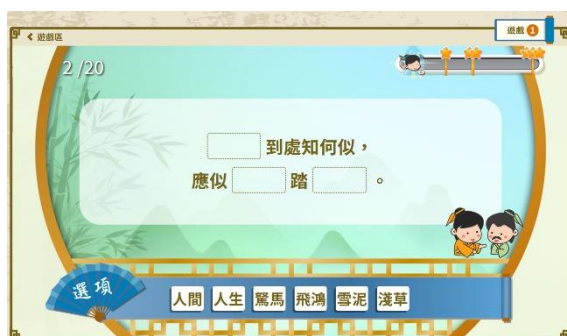 < 遊戲區
遊戲 1
2 /20
到處知何似，
應似 踏 。
選項
人間 人生 駑馬 飛鴻 雪泥 淺草